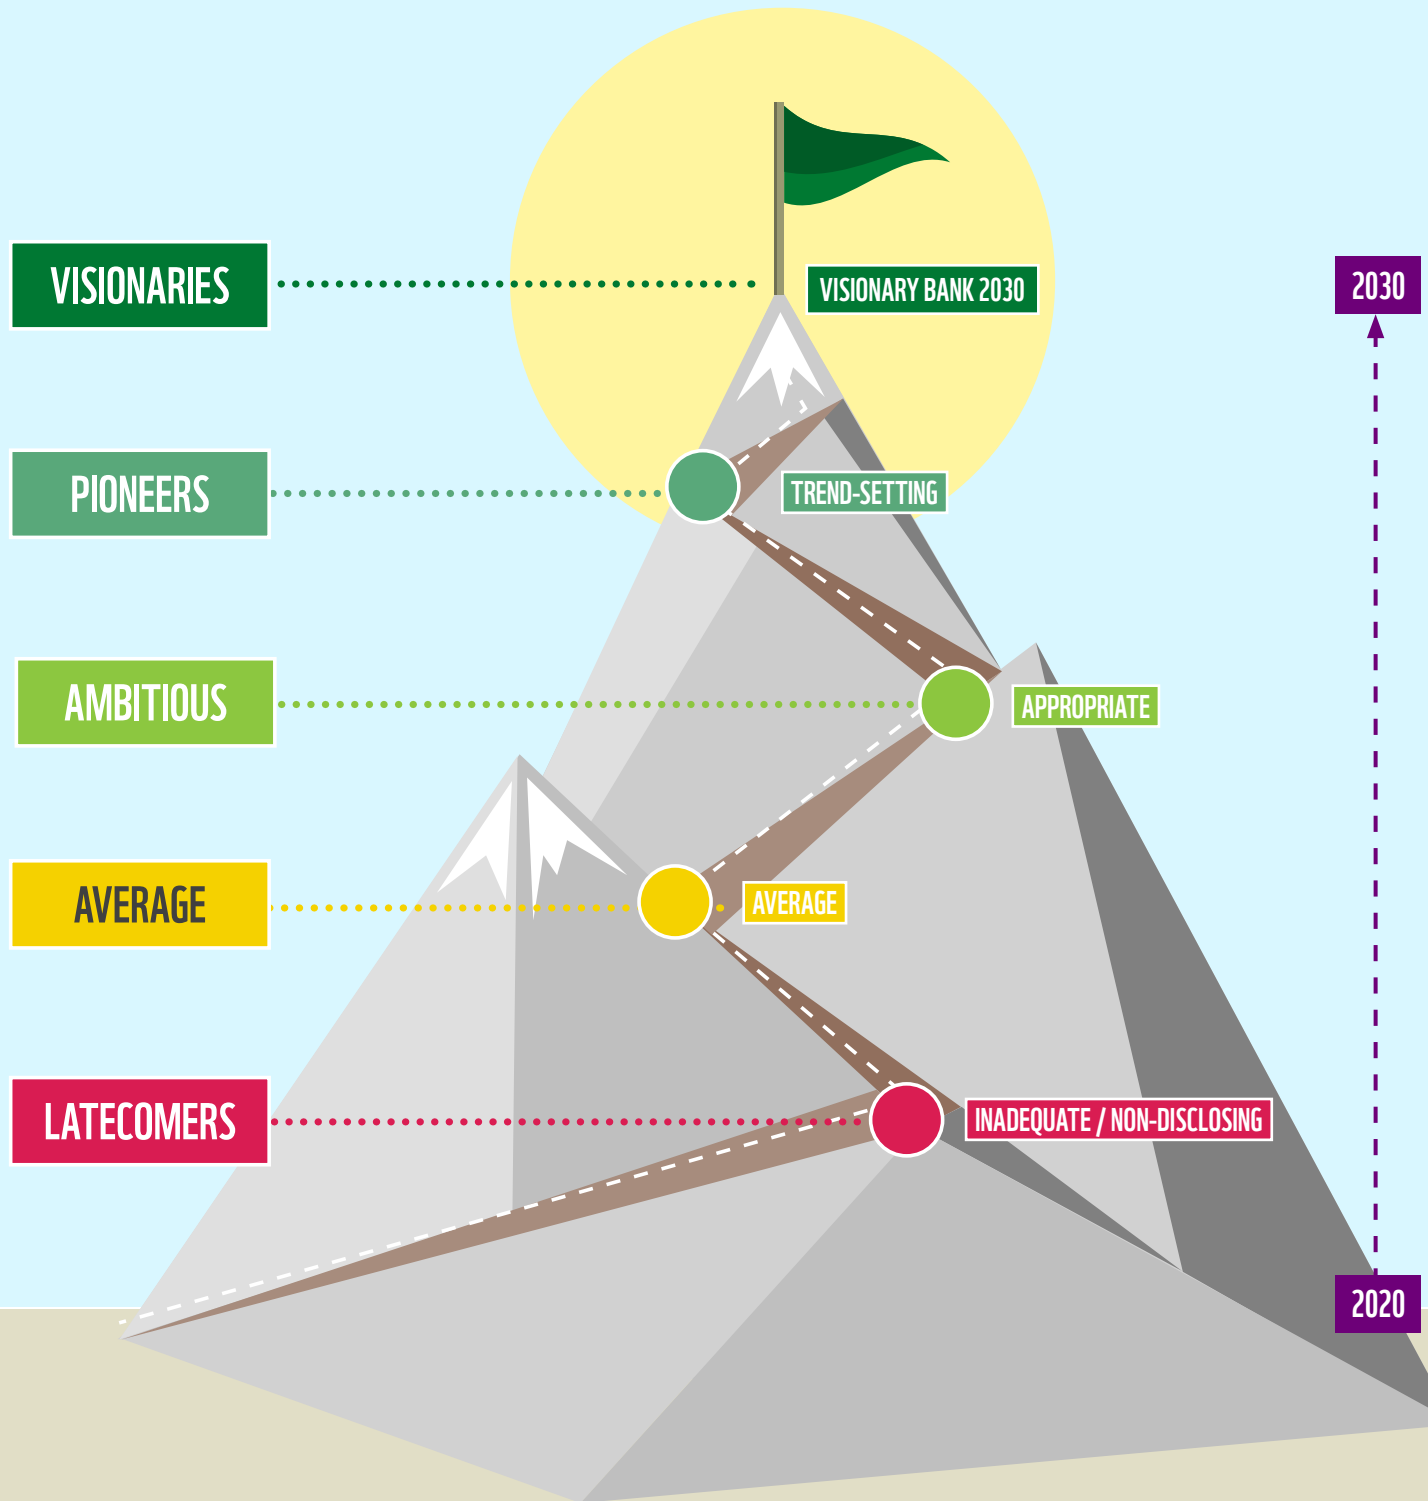 VISIONARIES
VISIONARY BANK 2030
2030
PIONEERS
TREND-SETTING
AMBITIOUS
APPROPRIATE
AVERAGE
AVERAGE
LATECOMERS
INADEQUATE / NON-DISCLOSING
2020